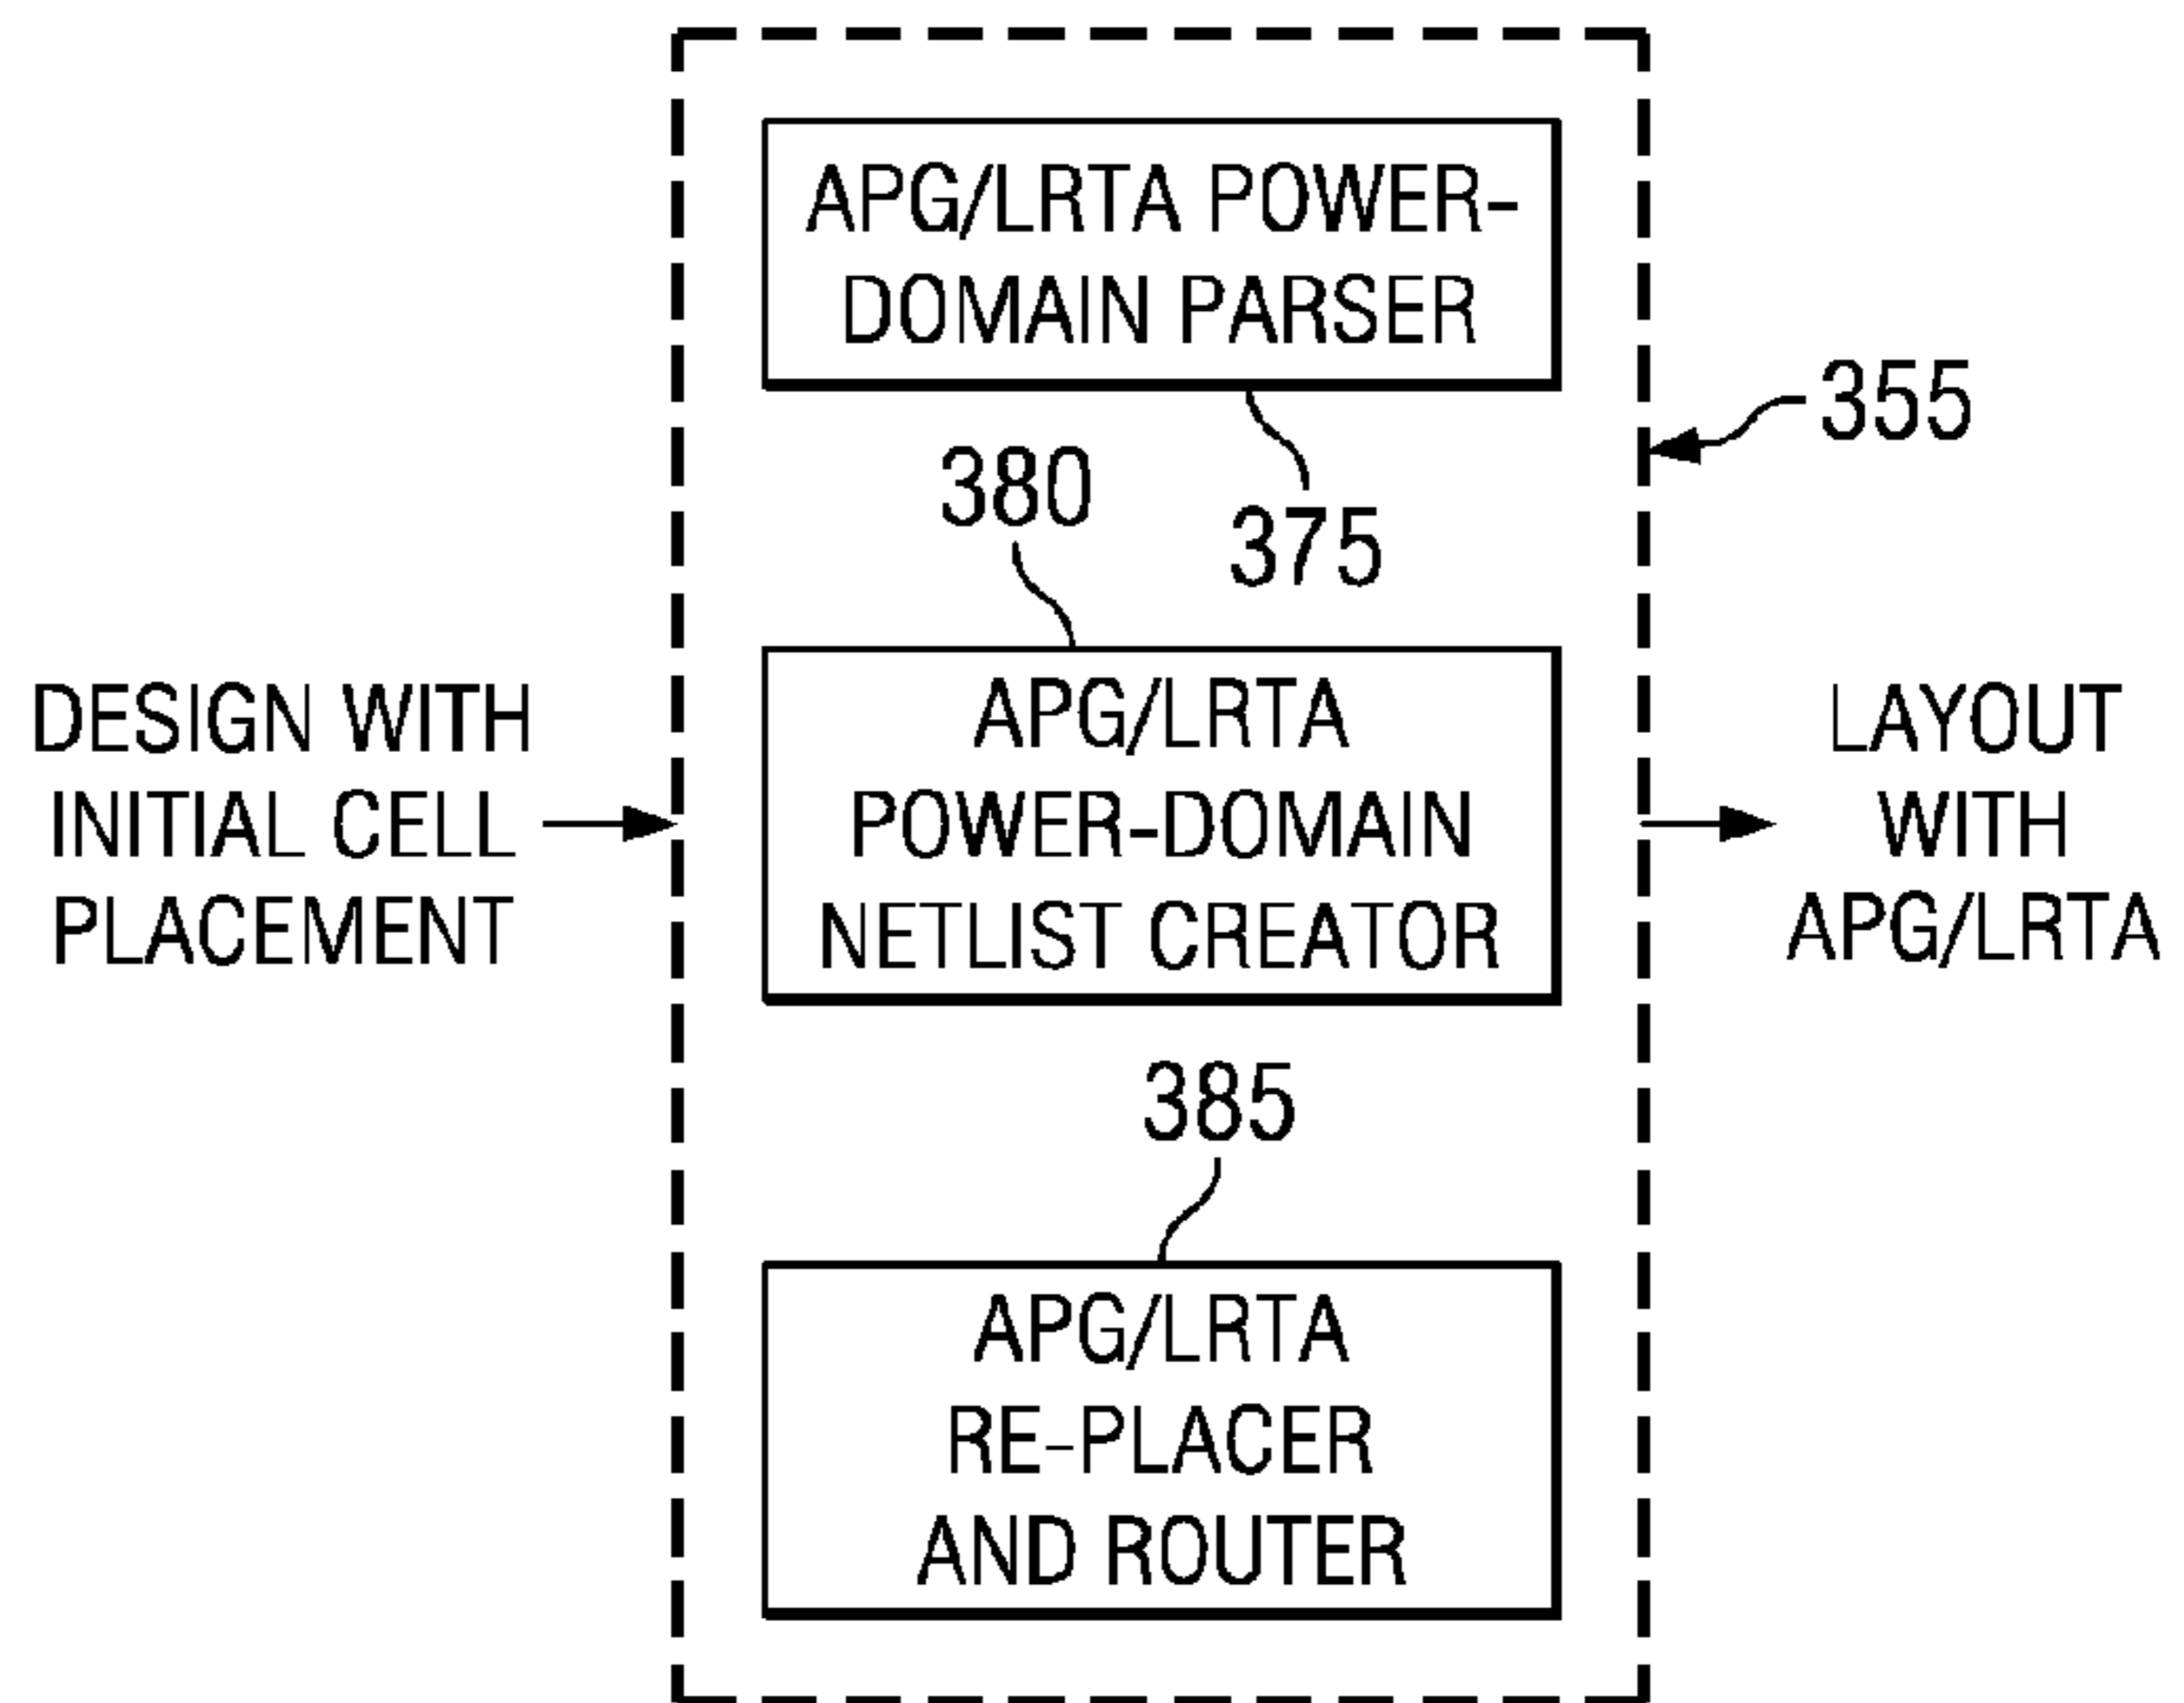 APG/LRTA POWER-
DOMAIN PARSER
355
380
375
DESIGN WITH
INITIAL CELL
PLACEMENT
APG/LRTA
POWER-DOMAIN
NETLIST CREATOR
LAYOUT
WITH
APG/LRTA
385
APG/LRTA
RE-PLACER
AND ROUTER